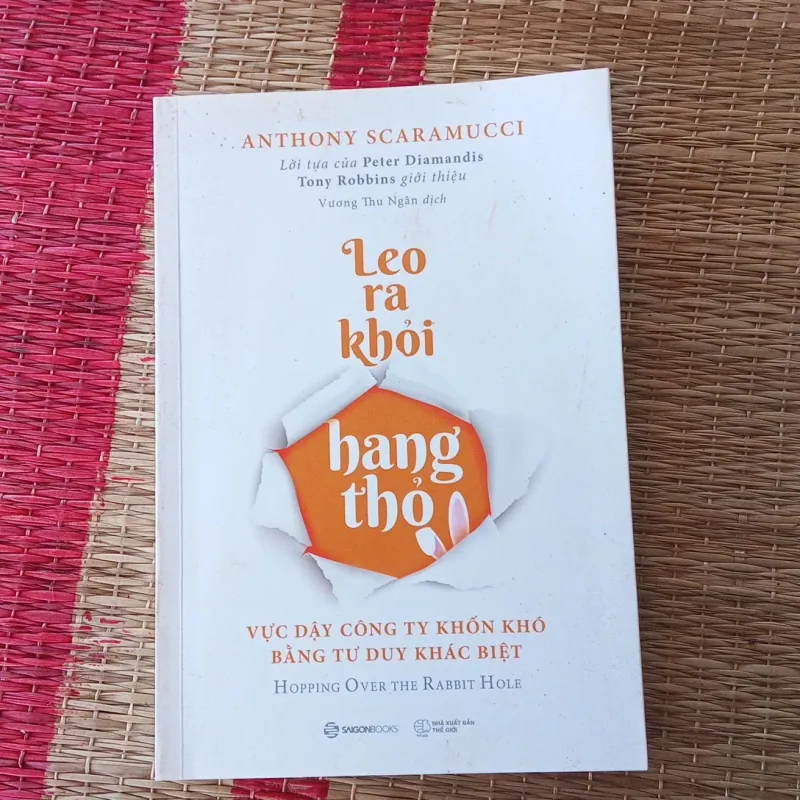 ANTHONY SCARAMUCCI
Lời tựa của Peter Diamandis
Tony Robbins giới thiệu
Vương Thu Ngân dịch
Leo
ra
khỏi
hang
thỏ
VỰC DẬY CÔNG TY KHỐN KHÓ
BẰNG TƯ DUY KHÁC BIỆT
HOPPING OVER THE RABBIT HOLE
SAIGONBOOKS
NHÀ XUẤT BẢN
THẾ GIỚI